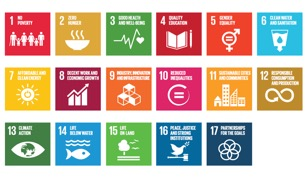 1 NO
POVERTY
2 ZERO
HUNGER
3 GOOD HEALTH
AND WELL-BEING
4 QUALITY
EDUCATION
5 GENDER
EQUALITY
6 CLEAN WATER
AND SANITATION
7 AFFORDABLE AND
CLEAN ENERGY
8 DECENT WORK AND
ECONOMIC GROWTH
9 INDUSTRY, INNOVATION
AND INFRASTRUCTURE
10 REDUCED
INEQUALITIES
11 SUSTAINABLE CITIES
AND COMMUNITIES
12 RESPONSIBLE
CONSUMPTION
AND PRODUCTION
13 CLIMATE
ACTION
14 LIFE
BELOW WATER
15 LIFE
ON LAND
16 PEACE, JUSTICE
AND STRONG
INSTITUTIONS
17 PARTNERSHIPS
FOR THE GOALS